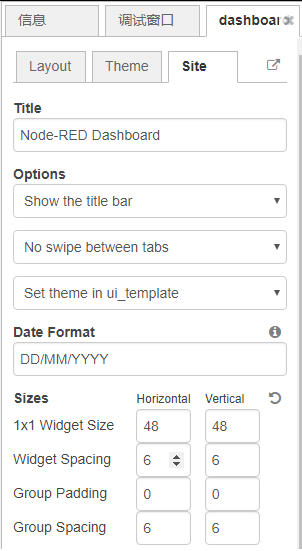 信息 调试窗口 dashboar
Layout Theme Site
Title
Node-RED Dashboard
Options
Show the title bar
No swipe between tabs
Set theme in ui_template
Date Format
DD/MM/YYYY
Sizes Horizontal Vertical
1x1 Widget Size 48 48
Widget Spacing 6 6
Group Padding 0 0
Group Spacing 6 6